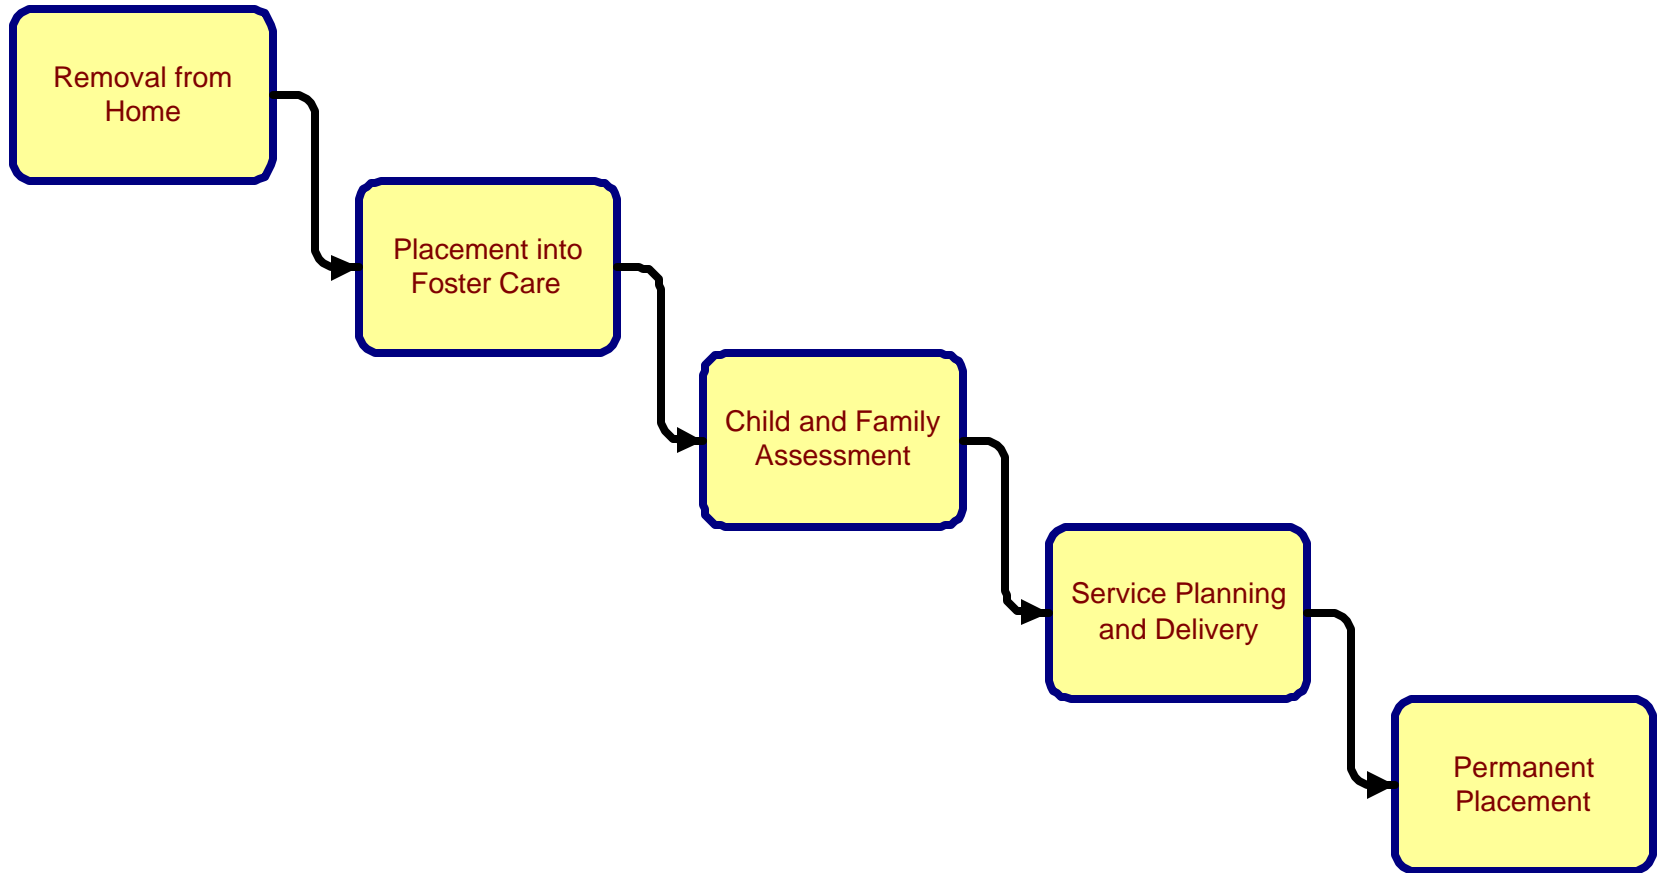 Removal from
Home
Placement into
Foster Care
Child and Family
Assessment
Service Planning
and Delivery
Permanent
Placement